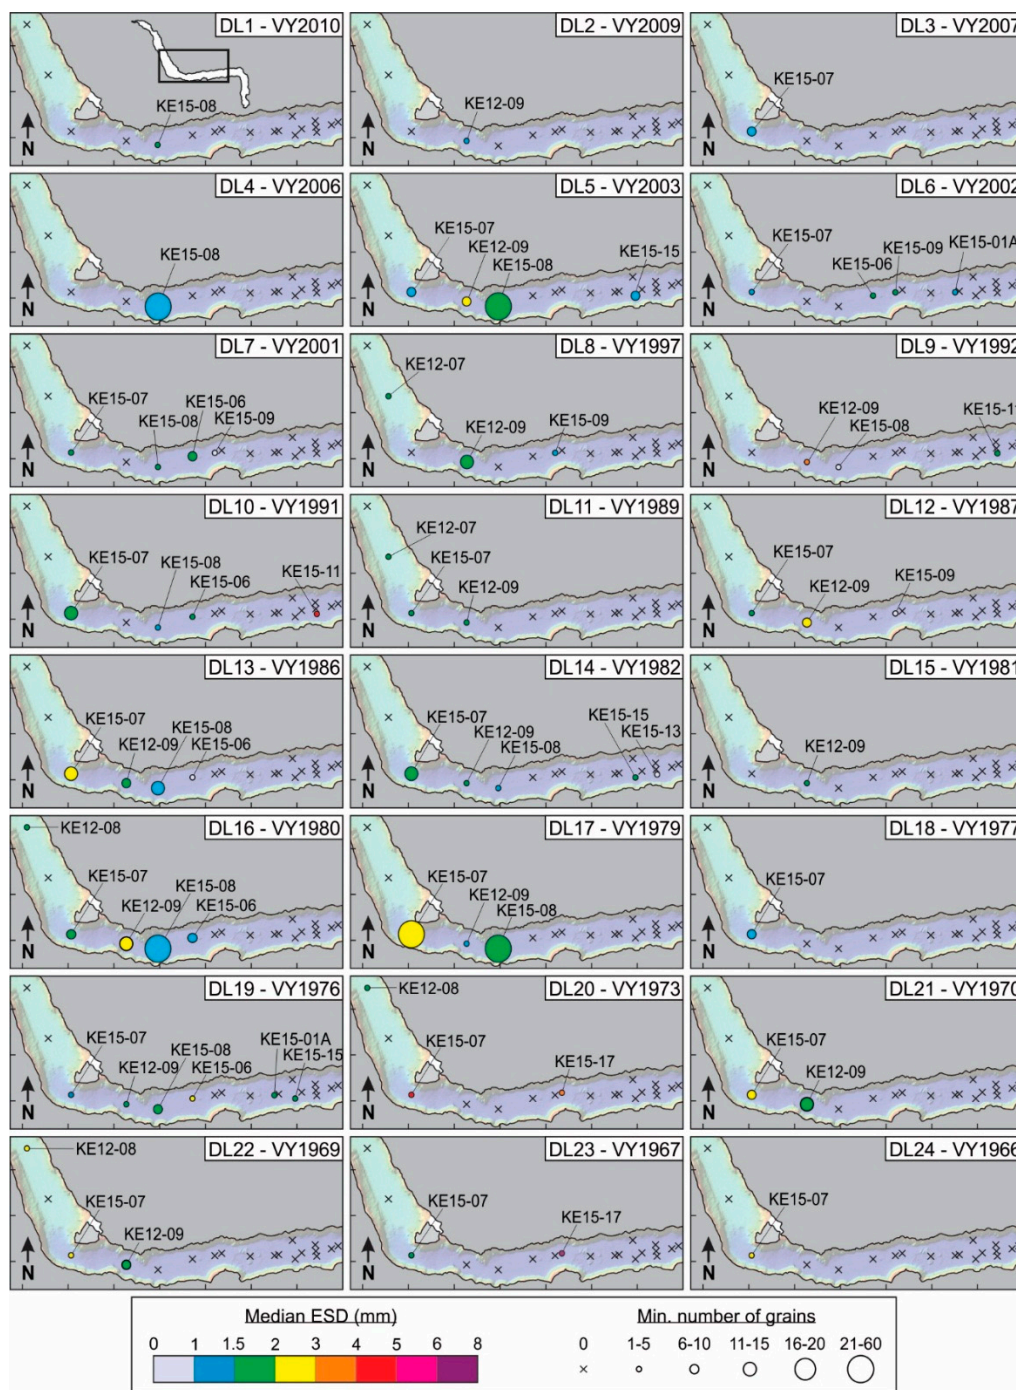 DL1 - VY2010
KE15-08
N
DL2 - VY2009
KE12-09
N
DL3 - VY2007
KE15-07
N
DL4 - VY2006
KE15-08
N
DL5 - VY2003
KE15-07
KE12-09
KE15-08
KE15-15
N
DL6 - VY2002
KE15-07
KE15-09
KE15-01A
KE15-06
N
DL7 - VY2001
KE15-07
KE15-06
KE15-08
KE15-09
N
DL8 - VY1997
KE12-07
KE12-09
KE15-09
N
DL9 - VY1992
KE12-09
KE15-08
KE15-11
N
DL10 - VY1991
KE15-07
KE15-08
KE15-06
KE15-11
N
DL11 - VY1989
KE12-07
KE15-07
KE12-09
N
DL12 - VY1987
KE15-07
KE12-09
KE15-09
N
DL13 - VY1986
KE15-07
KE15-08
KE12-09
KE15-06
N
DL14 - VY1982
KE15-07
KE12-09
KE15-08
KE15-15
KE15-13
N
DL15 - VY1981
KE12-09
N
DL16 - VY1980
KE12-08
KE15-07
KE15-08
KE12-09
KE15-06
N
DL17 - VY1979
KE15-07
KE12-09
KE15-08
N
DL18 - VY1977
KE15-07
N
DL19 - VY1976
KE15-07
KE15-08
KE12-09
KE15-06
KE15-01A
KE15-15
N
DL20 - VY1973
KE12-08
KE15-07
KE15-17
N
DL21 - VY1970
KE15-07
KE12-09
N
DL22 - VY1969
KE12-08
KE15-07
KE12-09
N
DL23 - VY1967
KE15-07
KE15-17
N
DL24 - VY1966
KE15-07
N
Median ESD (mm)
0 1 1.5 2 3 4 5 6 8
Min. number of grains
0 1-5 6-10 11-15 16-20 21-60